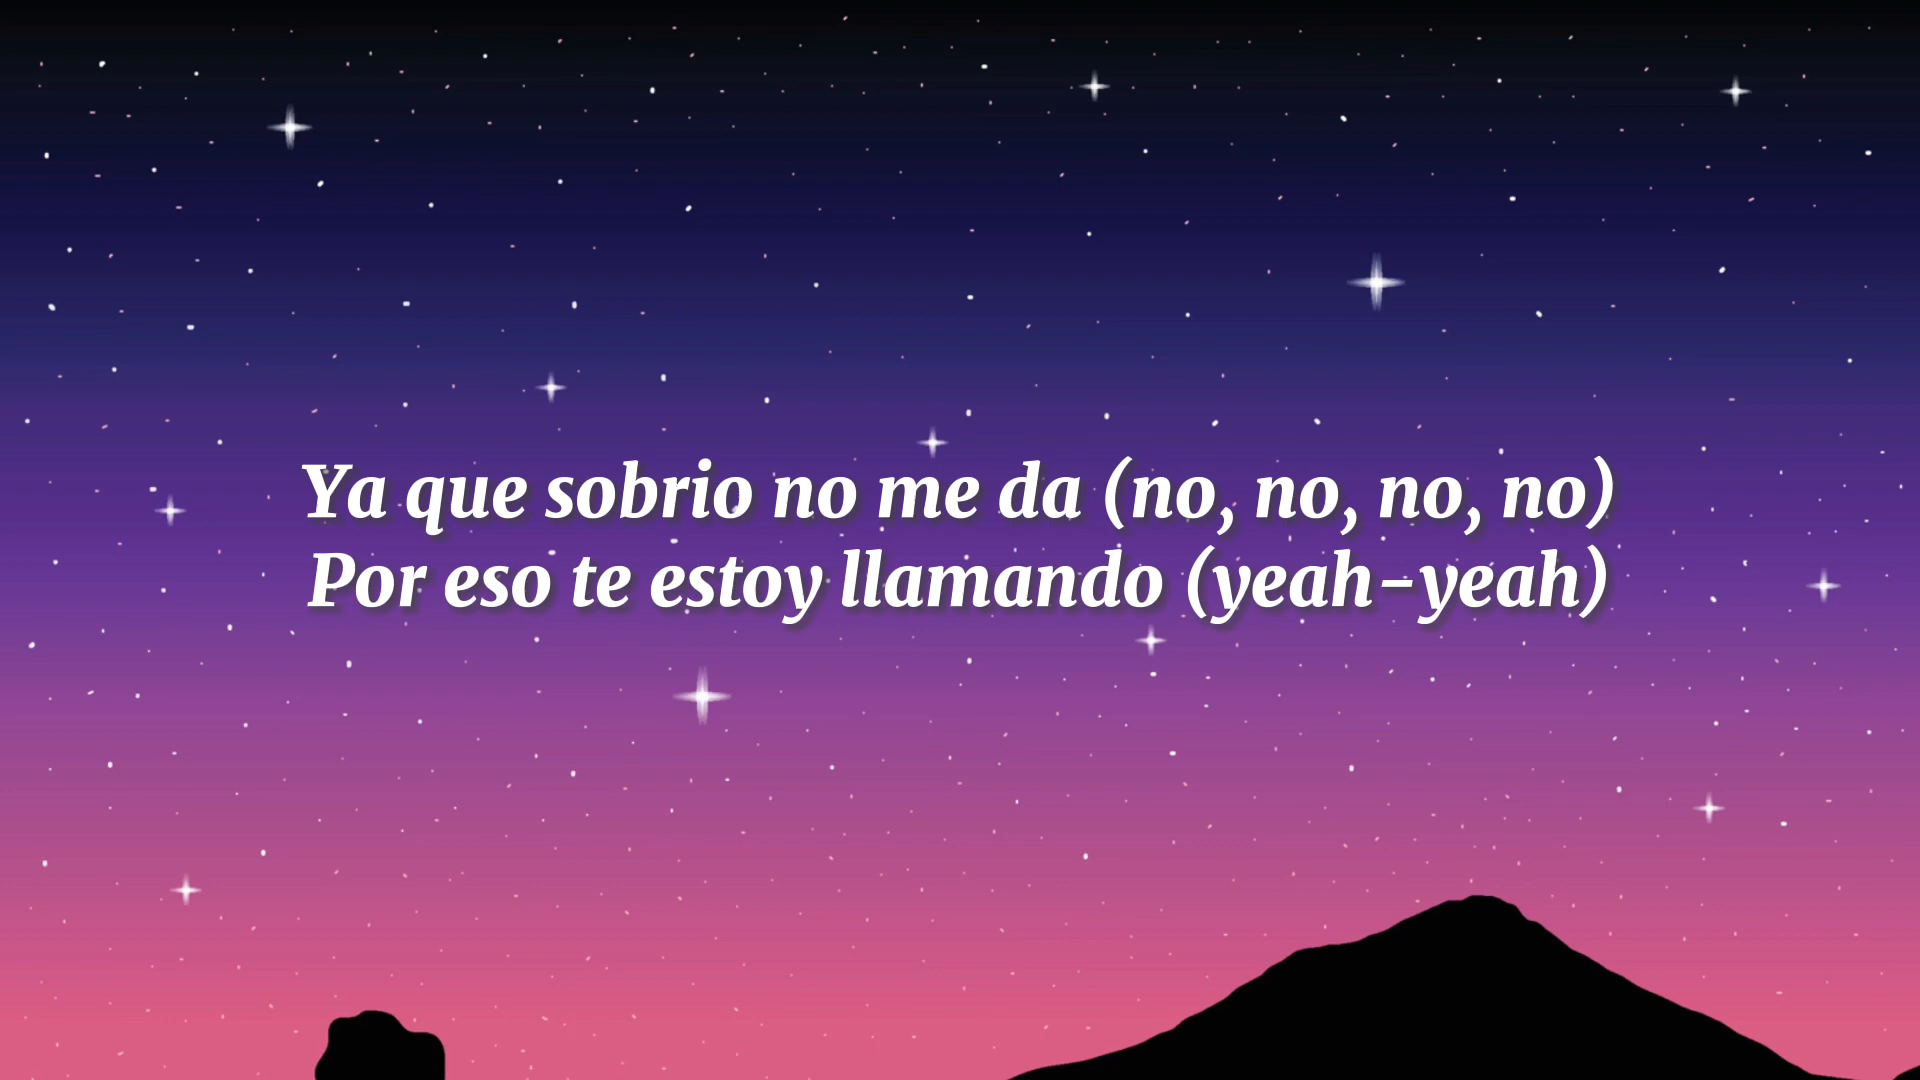 Ya que sobrio no me da (no, no, no, no)
Por eso te estoy llamando (yeah-yeah)